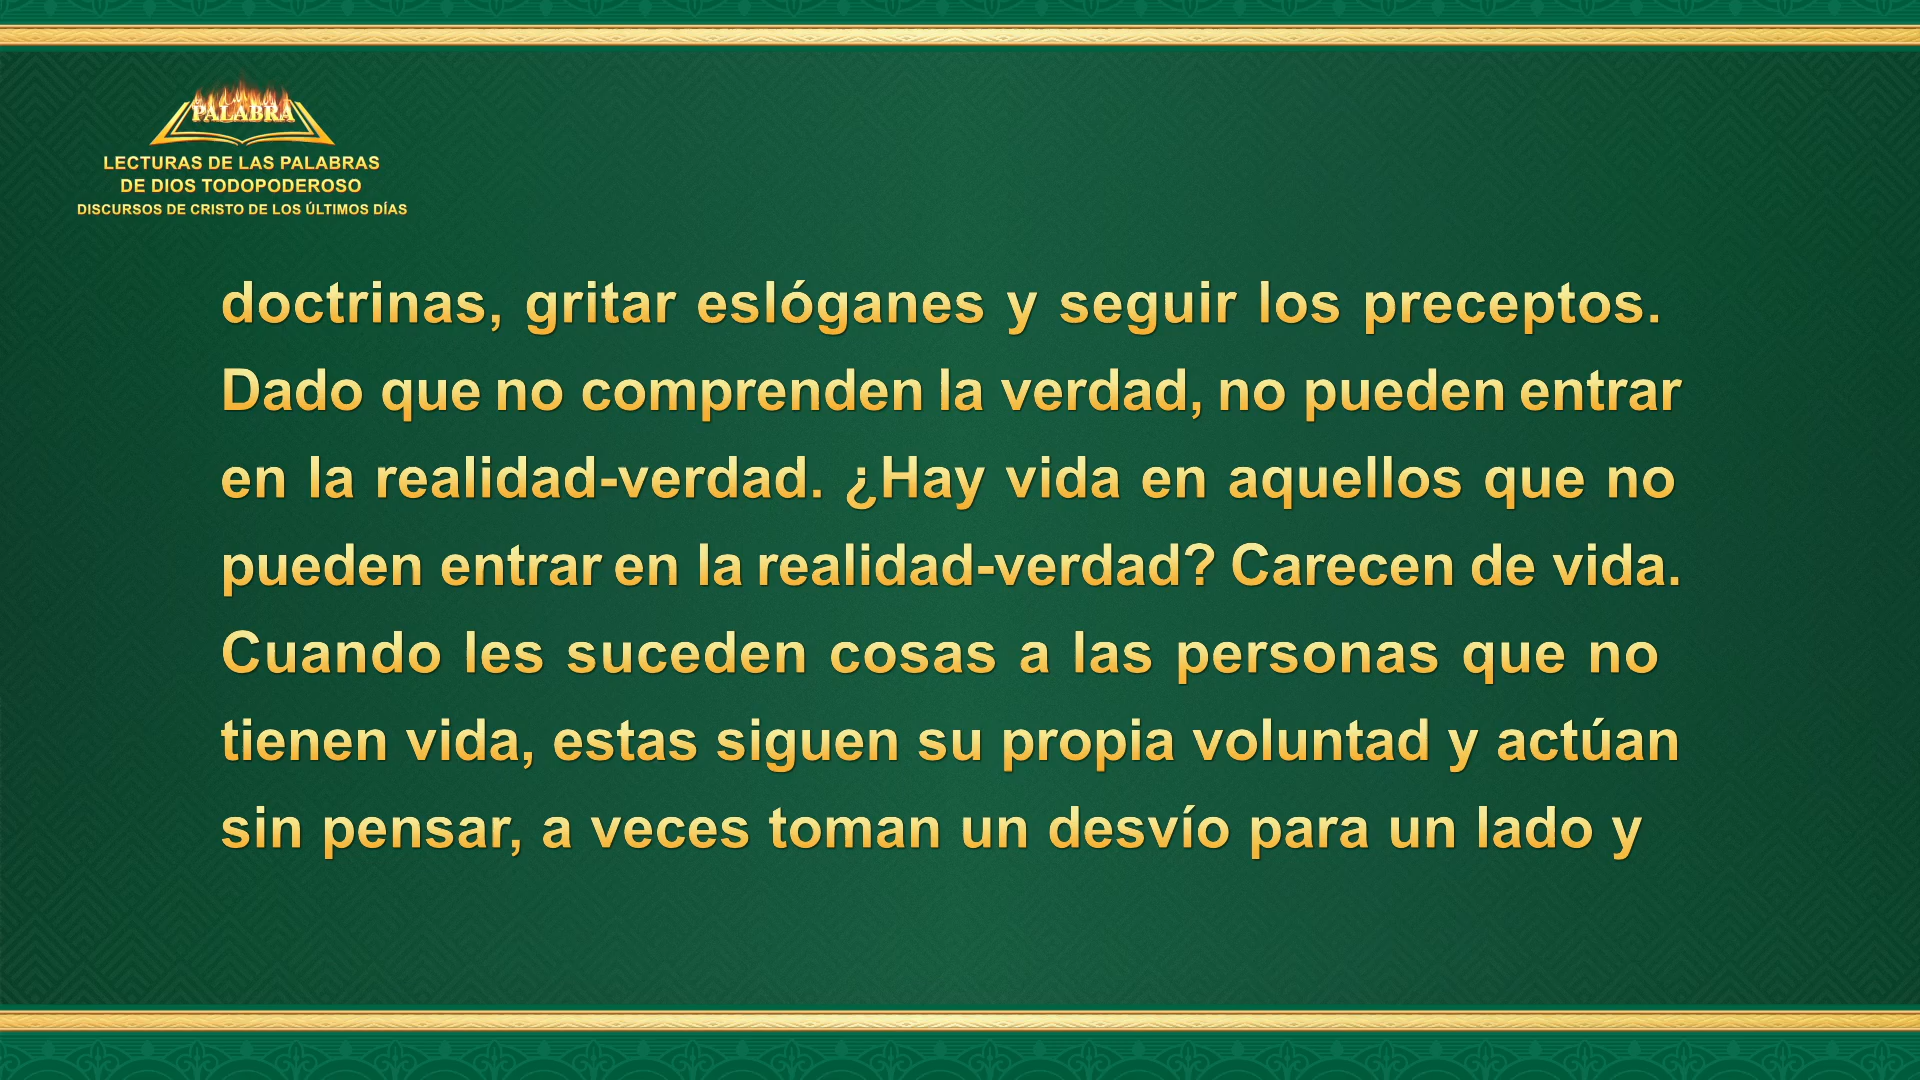 PALABRA
LECTURAS DE LAS PALABRAS
DE DIOS TODOPODEROSO
DISCURSOS DE CRISTO DE LOS ÚLTIMOS DÍAS
doctrinas, gritar eslóganes y seguir los preceptos.
Dado que no comprenden la verdad, no pueden entrar
en la realidad-verdad. ¿Hay vida en aquellos que no
pueden entrar en la realidad-verdad? Carecen de vida.
Cuando les suceden cosas a las personas que no
tienen vida, estas siguen su propia voluntad y actúan
sin pensar, a veces toman un desvío para un lado y